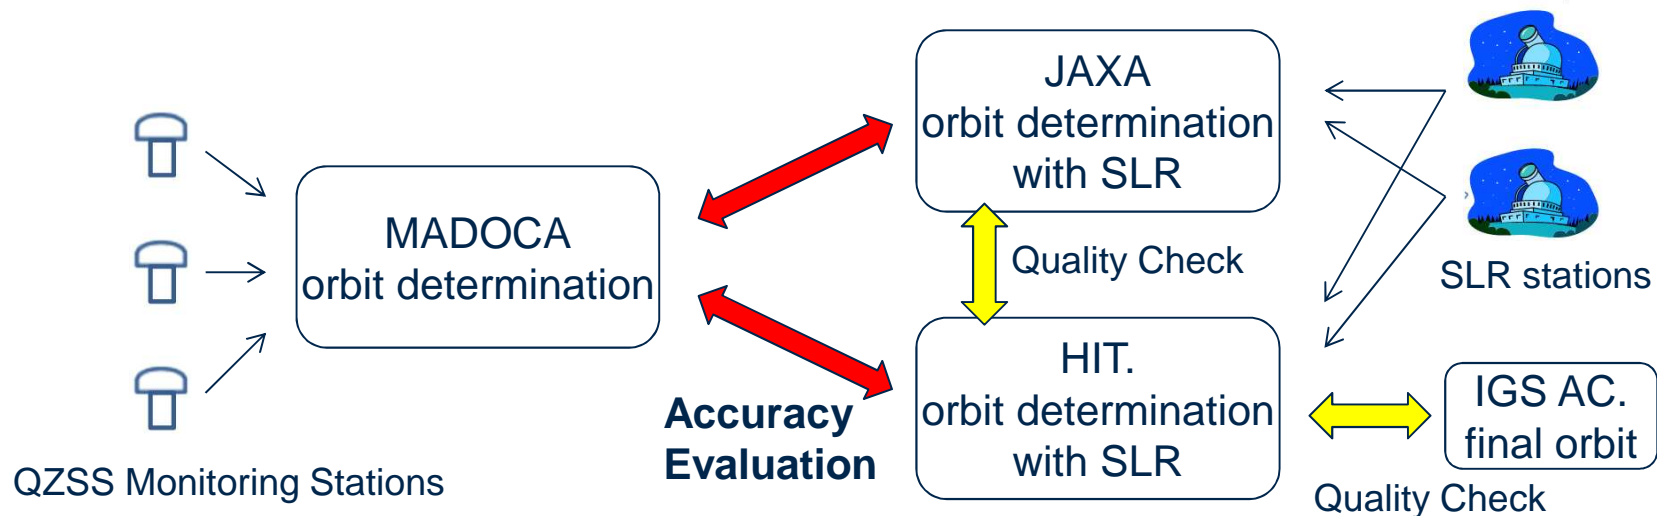 QZSS Monitoring Stations
MADOCA
orbit determination
Accuracy
Evaluation
JAXA
orbit determination
with SLR
Quality Check
HIT.
orbit determination
with SLR
SLR stations
IGS AC.
final orbit
Quality Check